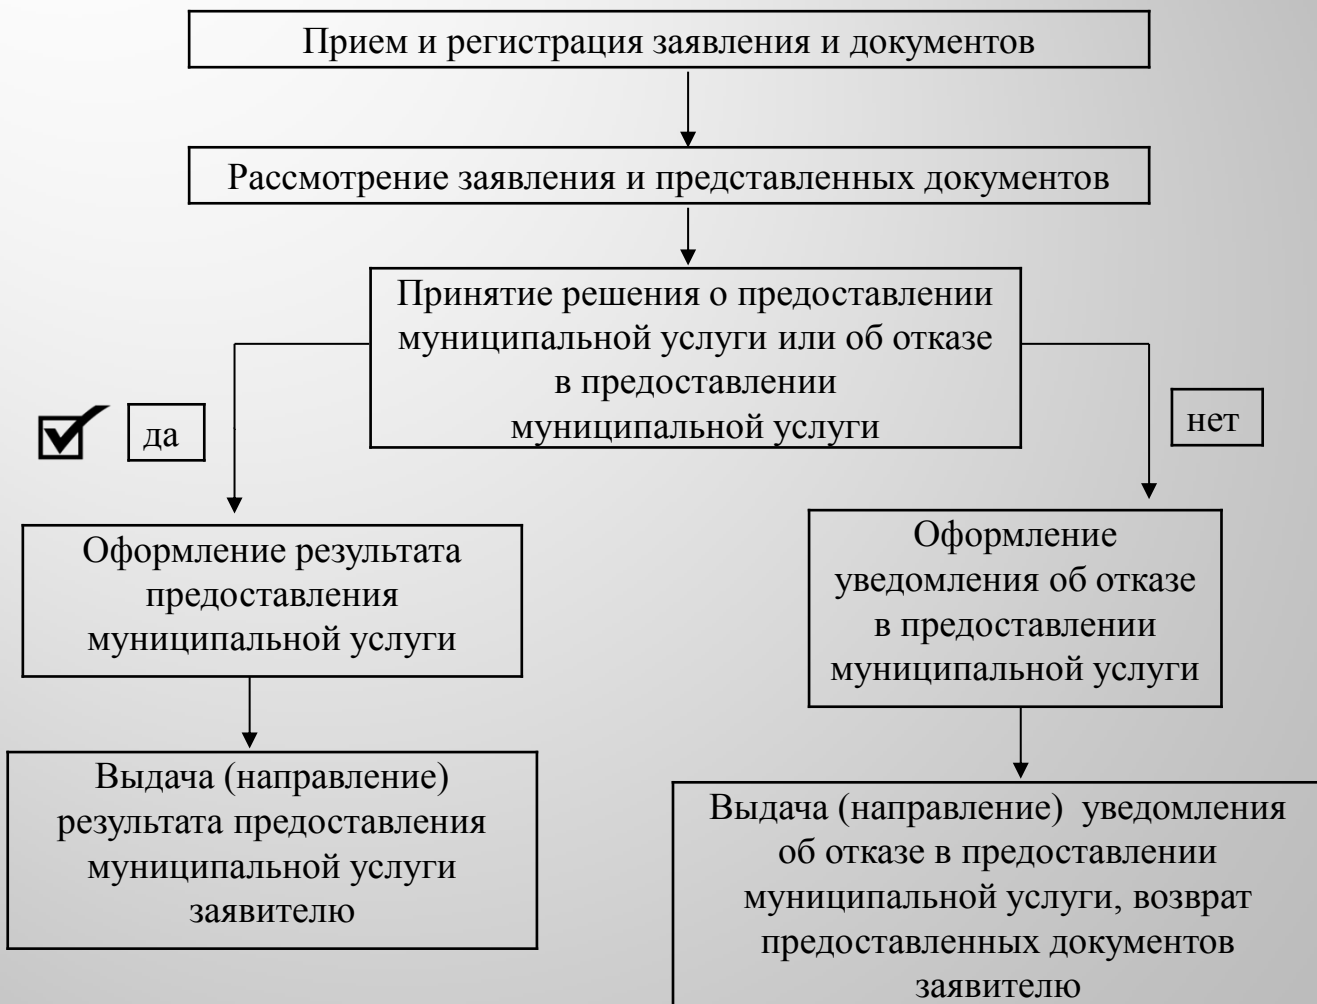 Прием и регистрация заявления и документов
Рассмотрение заявления и представленных документов
Принятие решения о предоставлении
муниципальной услуги или об отказе
в предоставлении
муниципальной услуги
да
нет
Оформление результата
предоставления
муниципальной услуги
Оформление
уведомления об отказе
в предоставлении
муниципальной услуги
Выдача (направление)
результата предоставления
муниципальной услуги
заявителю
Выдача (направление) уведомления
об отказе в предоставлении
муниципальной услуги, возврат
предоставленных документов
заявителю